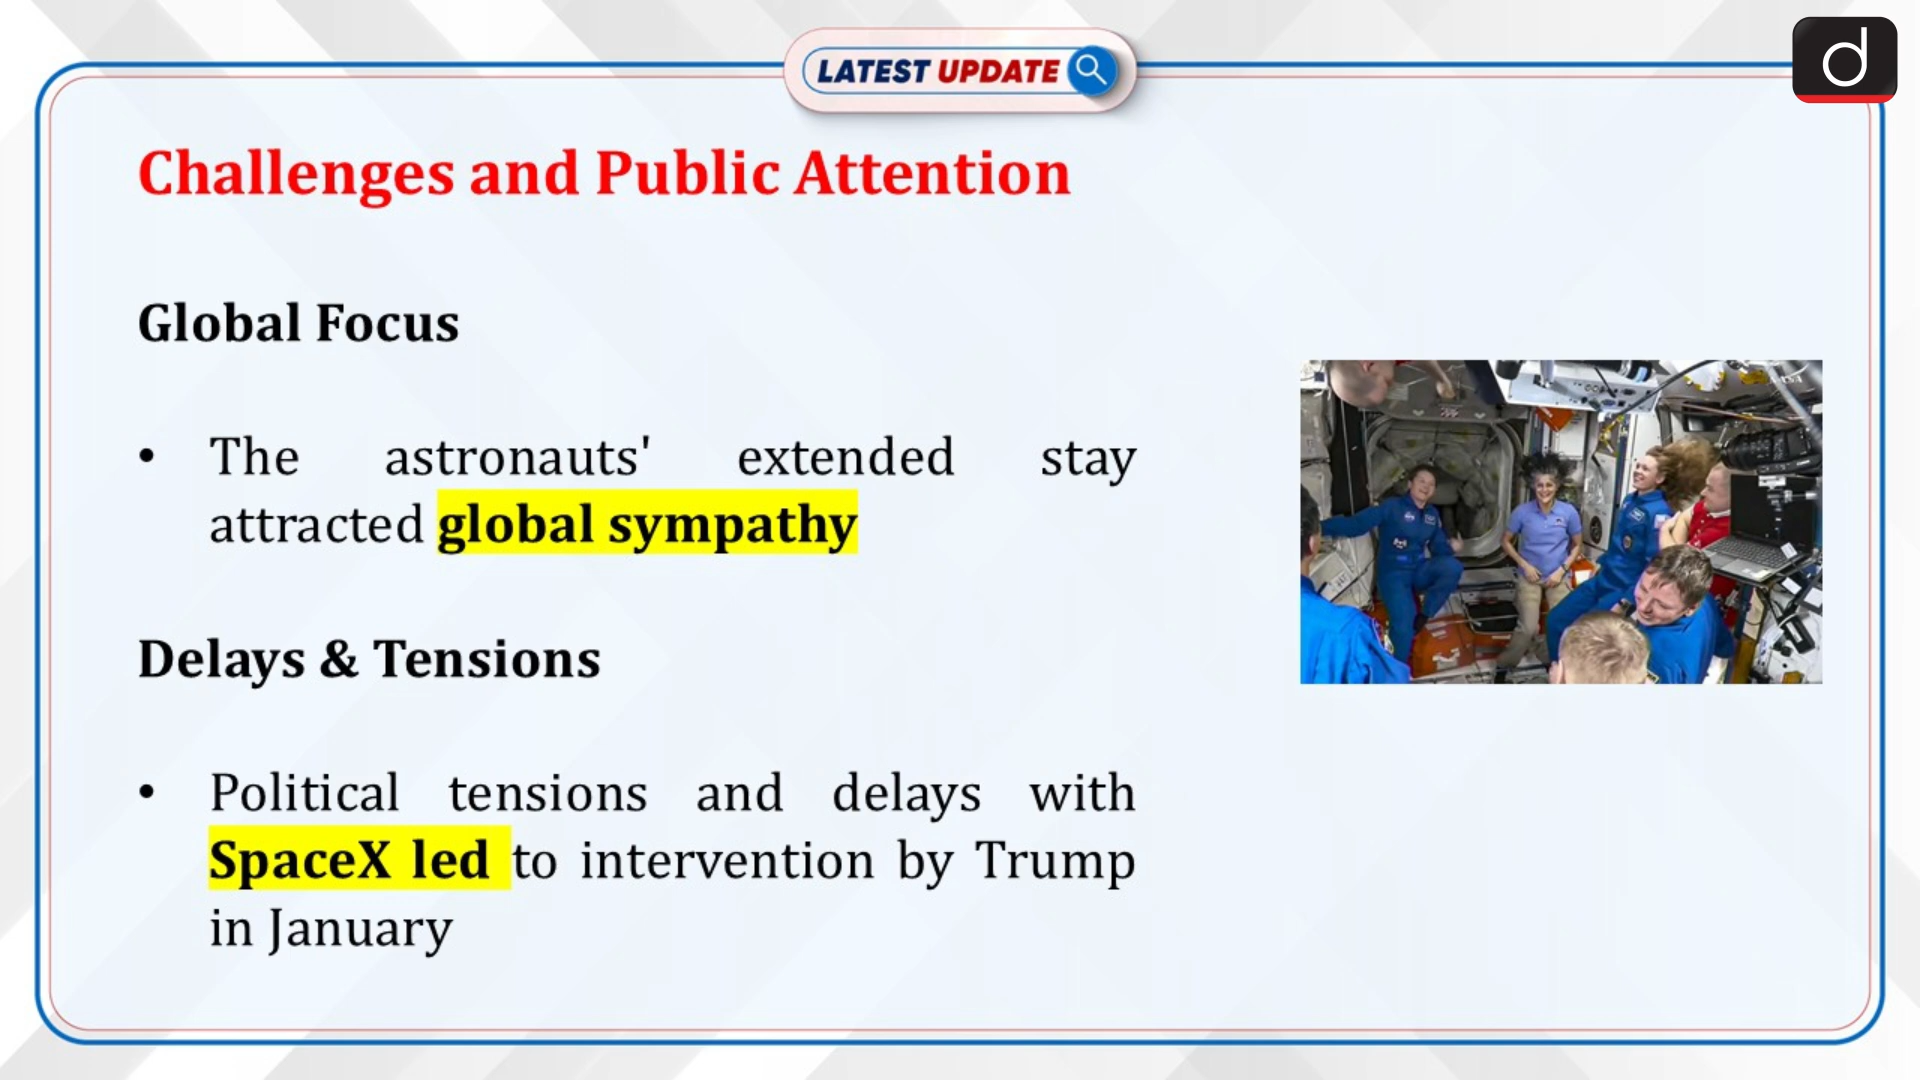 LATEST UPDATE
d
Challenges and Public Attention
Global Focus
• The astronauts' extended stay
attracted global sympathy
Delays & Tensions
• Political tensions and delays with
SpaceX led to intervention by Trump
in January